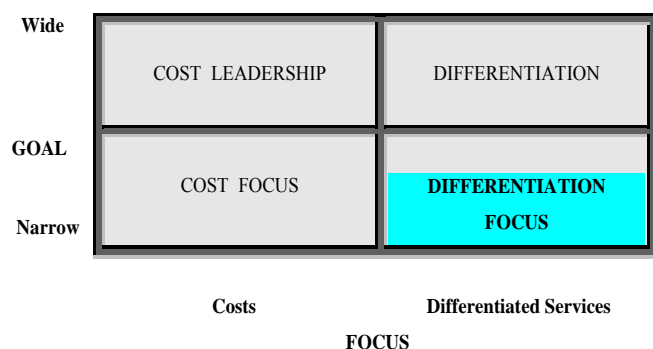 Wide
COST LEADERSHIP
DIFFERENTIATION
GOAL
COST FOCUS
DIFFERENTIATION
FOCUS
Narrow
Costs
Differentiated Services
FOCUS